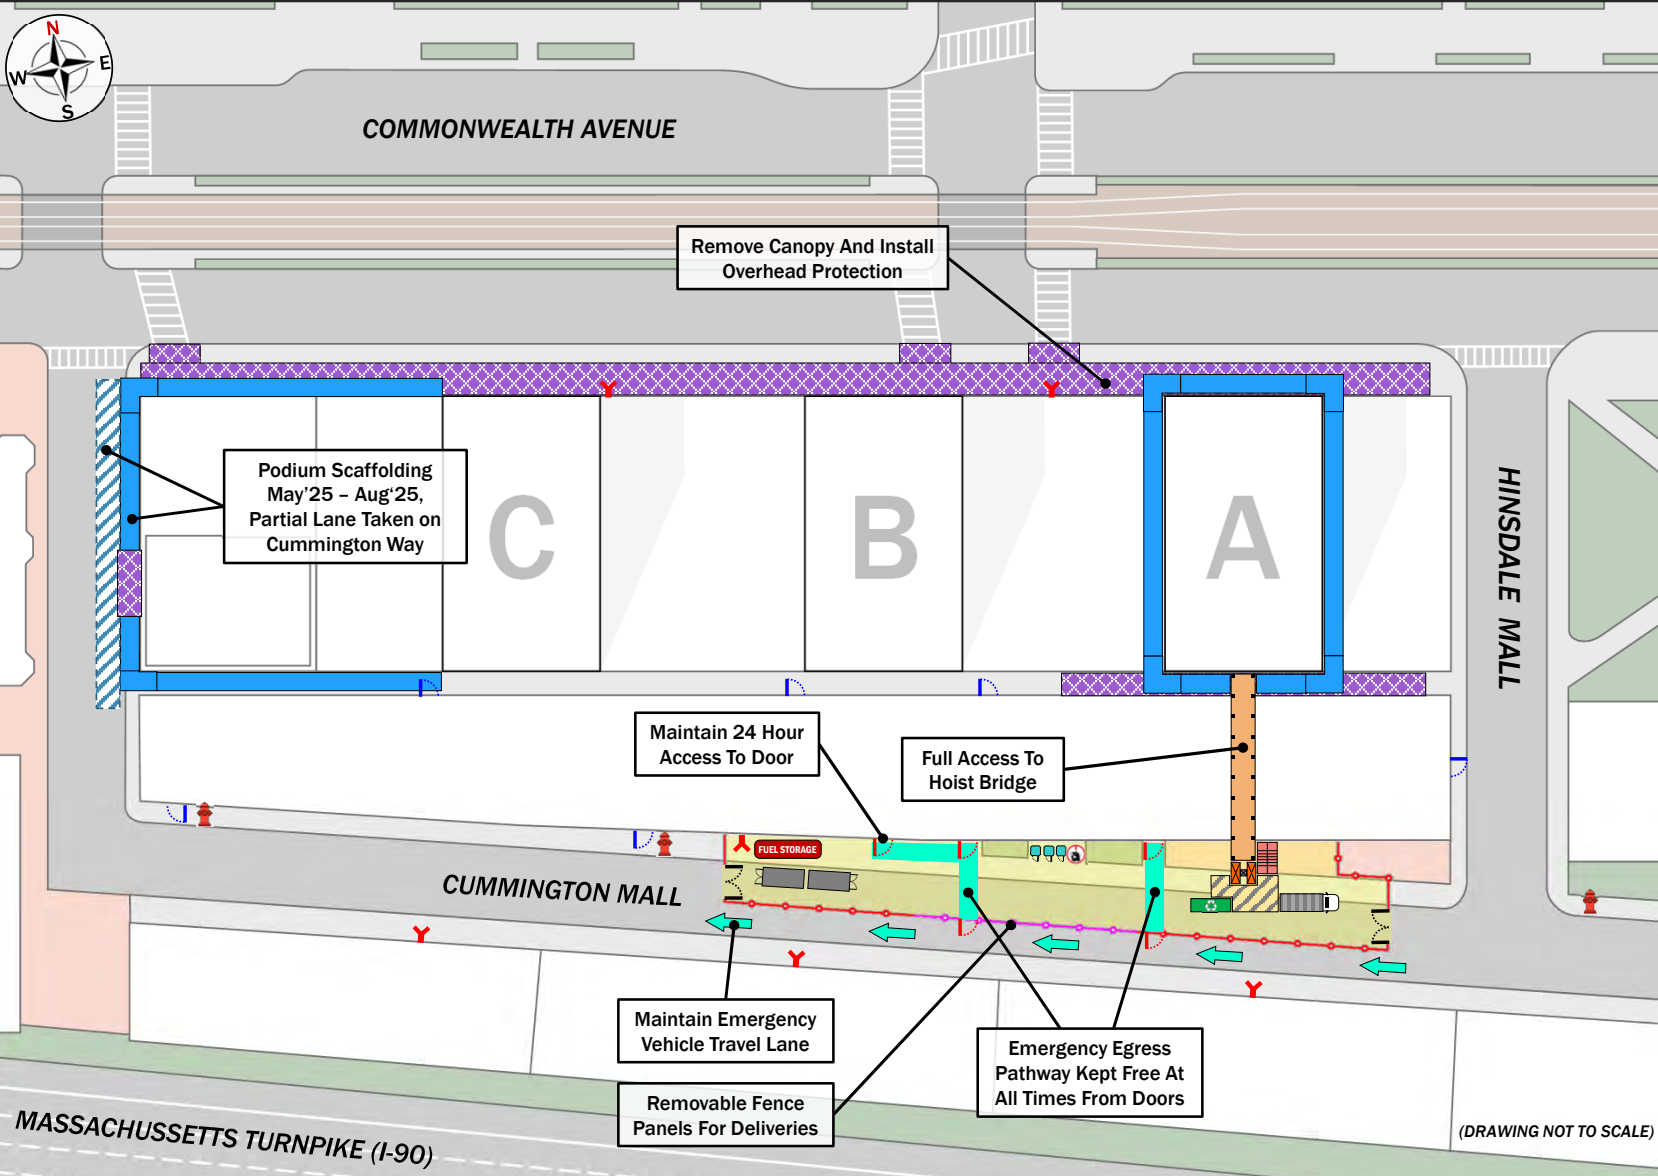 N
W
E
S
COMMONWEALTH AVENUE
Remove Canopy And Install
Overhead Protection
Podium Scaffolding
May'25 – Aug'25,
Partial Lane Taken on
Cummington Way
C
B
A
HINSDALE MALL
Maintain 24 Hour
Access To Door
Full Access To
Hoist Bridge
FUEL STORAGE
CUMMINGTON MALL
Maintain Emergency
Vehicle Travel Lane
Emergency Egress
Pathway Kept Free At
All Times From Doors
Removable Fence
Panels For Deliveries
MASSACHUSSETTS TURNPIKE (I-90)
(DRAWING NOT TO SCALE)